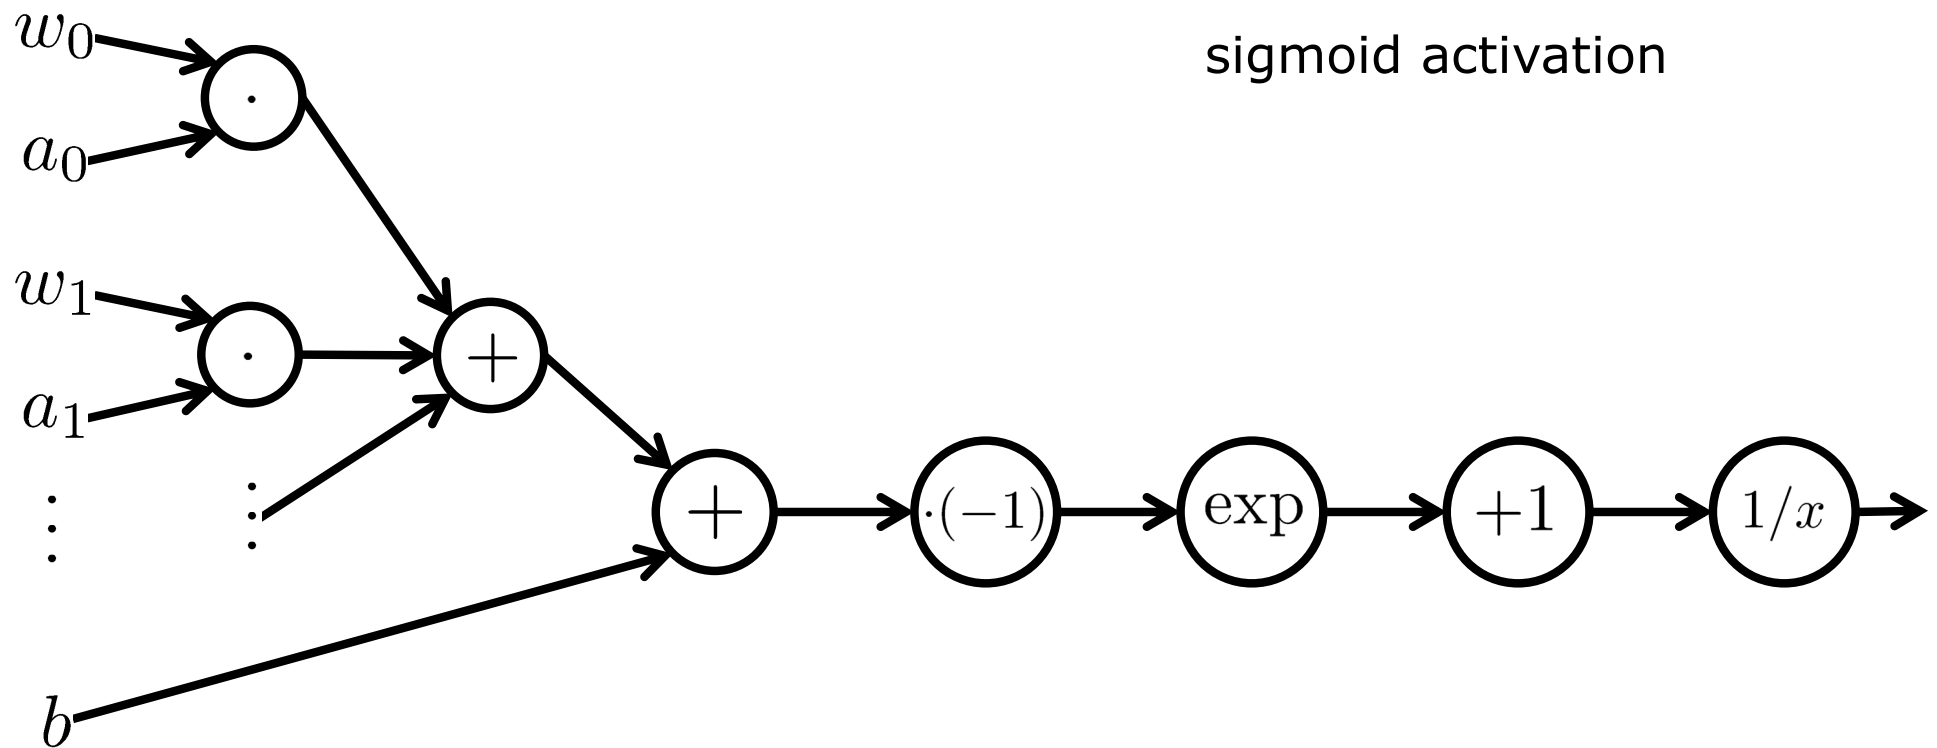 w₀
sigmoid activation
·
a₀
w₁
·
+
a₁
⋮ ⋮
+ ·(−1) exp +1 1/x
b